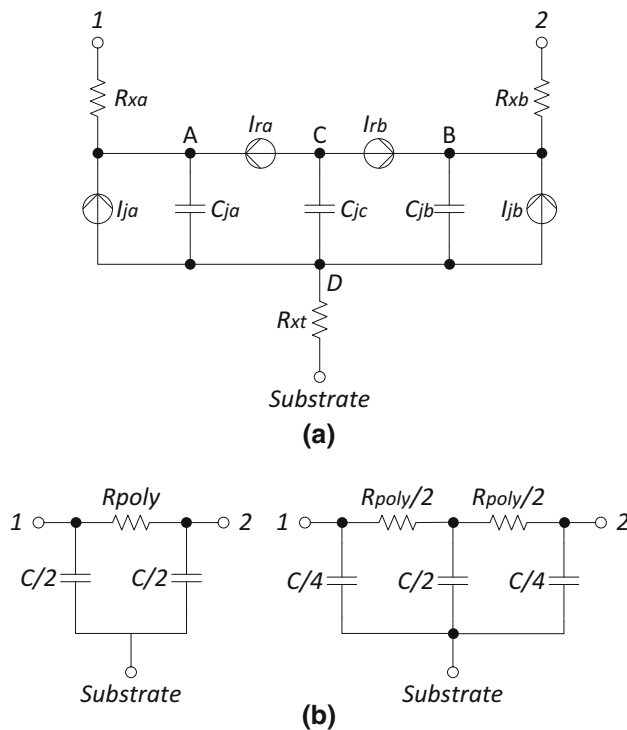 1 2
Rxa Rxb
A Ira C Irb B
Ija Cja Cjc Cjb Ijb
D
Rxt
Substrate
(a)
1 Rpoly 2
C/2 C/2
Substrate
1 Rpoly/2 Rpoly/2 2
C/4 C/2 C/4
Substrate
(b)